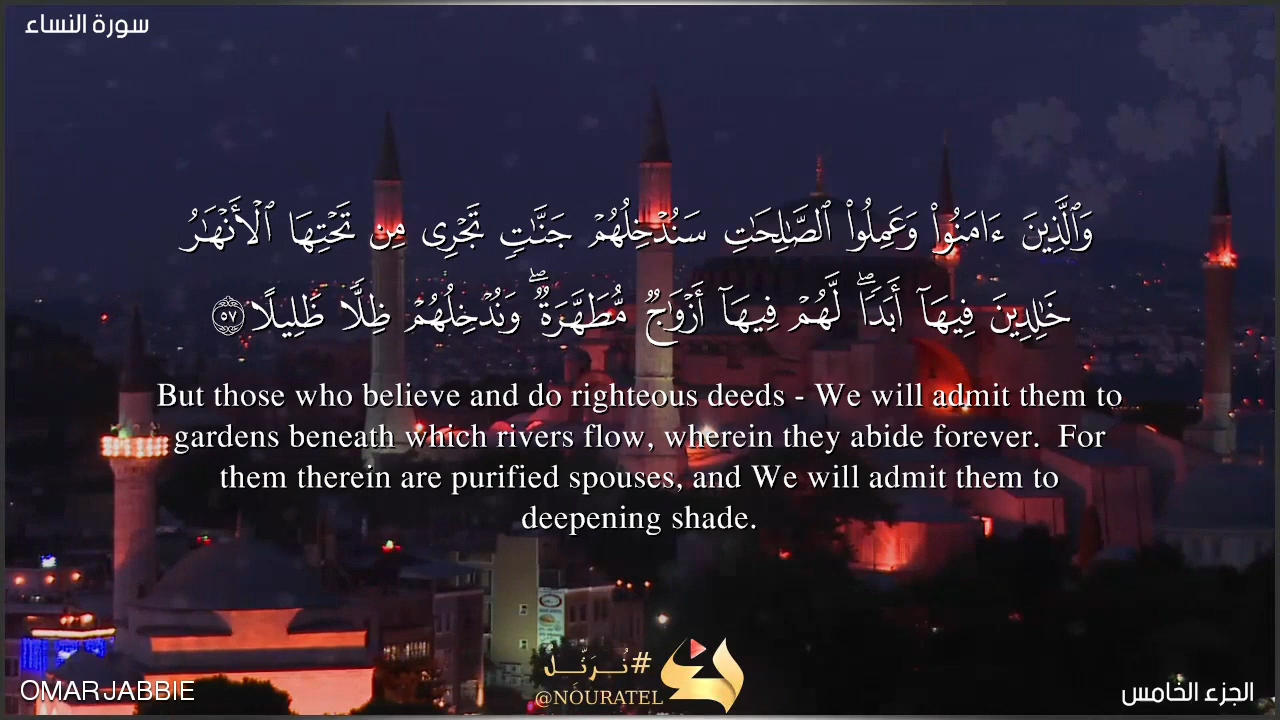 سورة النساء
وَٱلَّذِينَ ءَامَنُوا۟ وَعَمِلُوا۟ ٱلصَّـٰلِحَـٰتِ سَنُدْخِلُهُمْ جَنَّـٰتٍ تَجْرِى مِن تَحْتِهَا ٱلْأَنْهَـٰرُ
خَـٰلِدِينَ فِيهَآ أَبَدًا ۖ لَّهُمْ فِيهَآ أَزْوَٰجٌ مُّطَهَّرَةٌ ۖ وَنُدْخِلُهُمْ ظِلًّا ظَلِيلًا ٥٧
But those who believe and do righteous deeds - We will admit them to
gardens beneath which rivers flow, wherein they abide forever. For
them therein are purified spouses, and We will admit them to
deepening shade.
#نُرَتِّل
@NOURATEL
OMAR JABBIE
الجزء الخامس